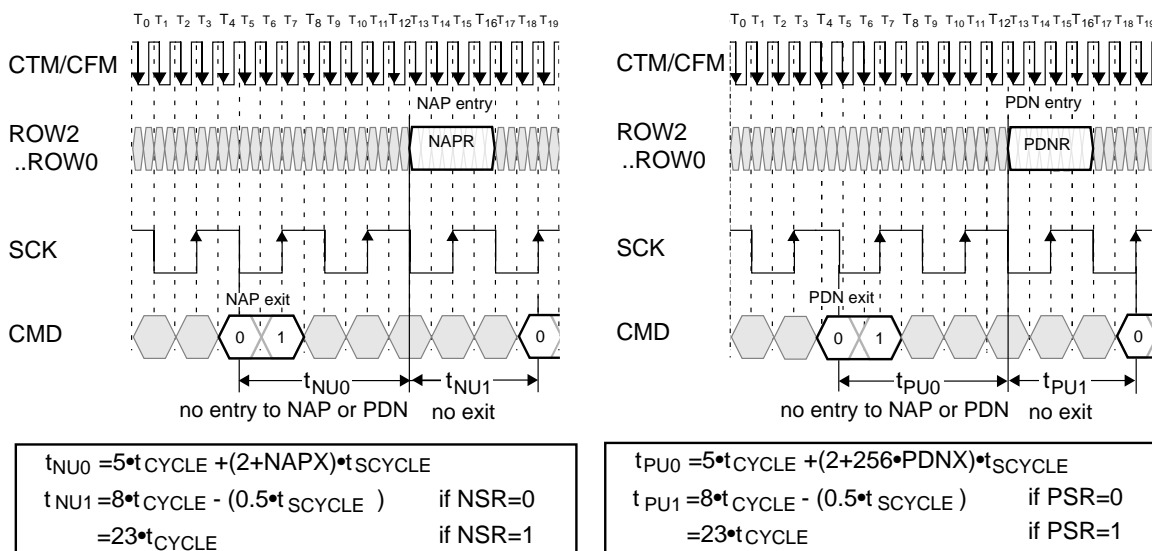 T0 T1 T2 T3 T4 T5 T6 T7 T8 T9 T10 T11 T12 T13 T14 T15 T16 T17 T18 T19
CTM/CFM
NAP entry
ROW2
..ROW0
NAPR
SCK
NAP exit
CMD
0 1 0
tNU0 tNU1
no entry to NAP or PDN no exit
tNU0 =5•tCYCLE +(2+NAPX)•tSCYCLE
tNU1 =8•tCYCLE - (0.5•tSCYCLE ) if NSR=0
=23•tCYCLE if NSR=1
T0 T1 T2 T3 T4 T5 T6 T7 T8 T9 T10 T11 T12 T13 T14 T15 T16 T17 T18 T19
CTM/CFM
PDN entry
ROW2
..ROW0
PDNR
SCK
PDN exit
CMD
0 1 0
tPU0 tPU1
no entry to NAP or PDN no exit
tPU0 =5•tCYCLE +(2+256•PDNX)•tSCYCLE
tPU1 =8•tCYCLE - (0.5•tSCYCLE ) if PSR=0
=23•tCYCLE if PSR=1